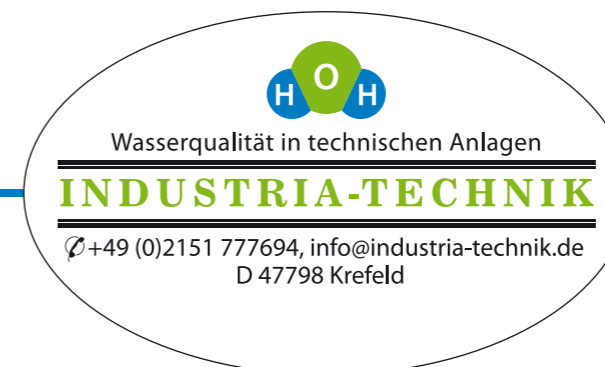 H O H
Wasserqualität in technischen Anlagen
INDUSTRIA-TECHNIK
✆+49 (0)2151 777694, info@industria-technik.de
D 47798 Krefeld